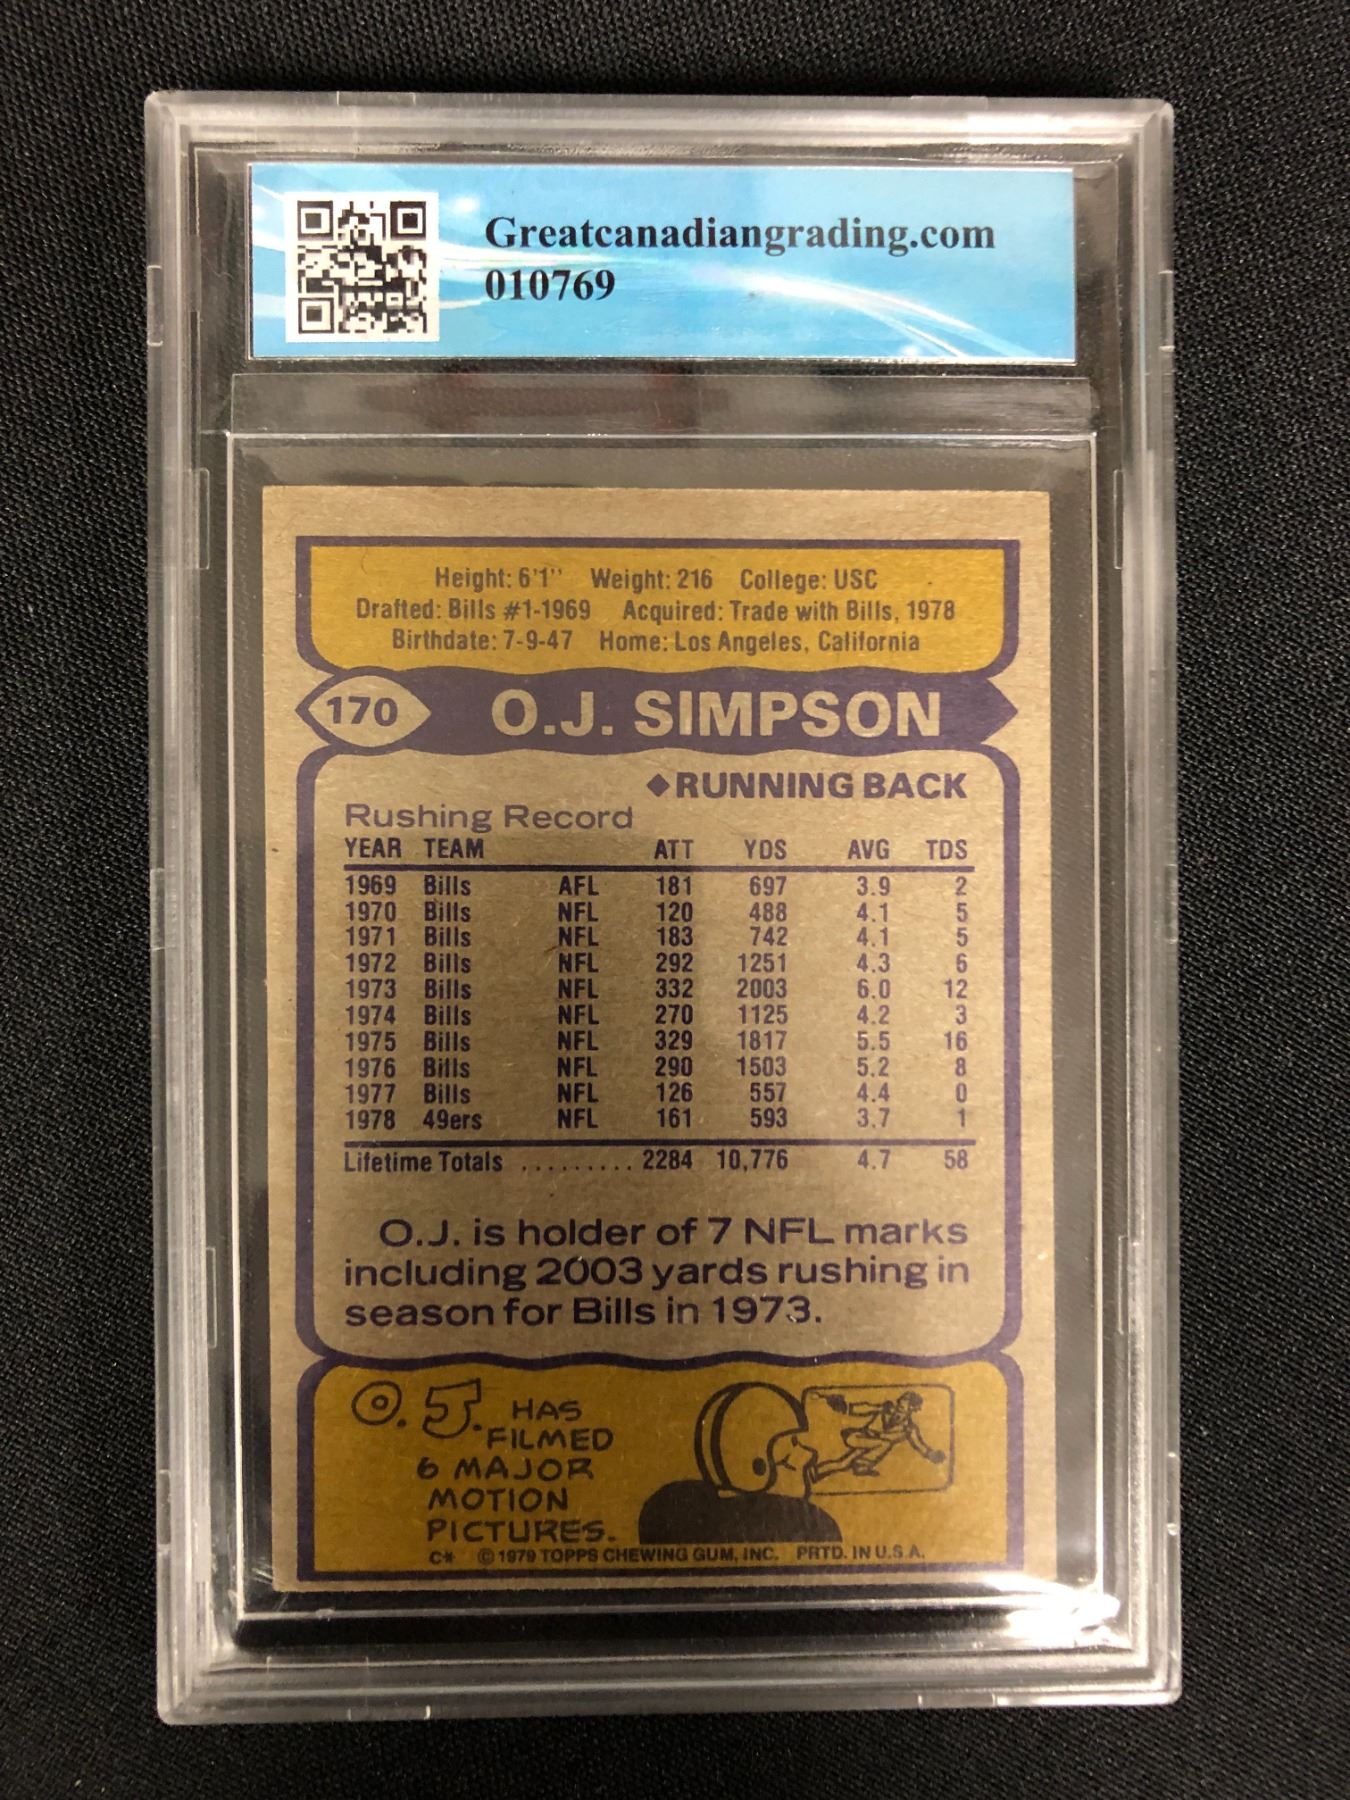 Greatcanadiangrading.com
010769
Height: 6'1" Weight: 216 College: USC
Drafted: Bills #1-1969 Acquired: Trade with Bills, 1978
Birthdate: 7-9-47 Home: Los Angeles, California
170 O.J. SIMPSON
◆RUNNING BACK
Rushing Record
YEAR TEAM ATT YDS AVG TDS
1969 Bills AFL 181 697 3.9 2
1970 Bills NFL 120 488 4.1 5
1971 Bills NFL 183 742 4.1 5
1972 Bills NFL 292 1251 4.3 6
1973 Bills NFL 332 2003 6.0 12
1974 Bills NFL 270 1125 4.2 3
1975 Bills NFL 329 1817 5.5 16
1976 Bills NFL 290 1503 5.2 8
1977 Bills NFL 126 557 4.4 0
1978 49ers NFL 161 593 3.7 1
Lifetime Totals ......... 2284 10,776 4.7 58
O.J. is holder of 7 NFL marks
including 2003 yards rushing in
season for Bills in 1973.
O.J. HAS
FILMED
6 MAJOR
MOTION
PICTURES.
C* © 1979 TOPPS CHEWING GUM, INC. PRTD. IN U.S.A.